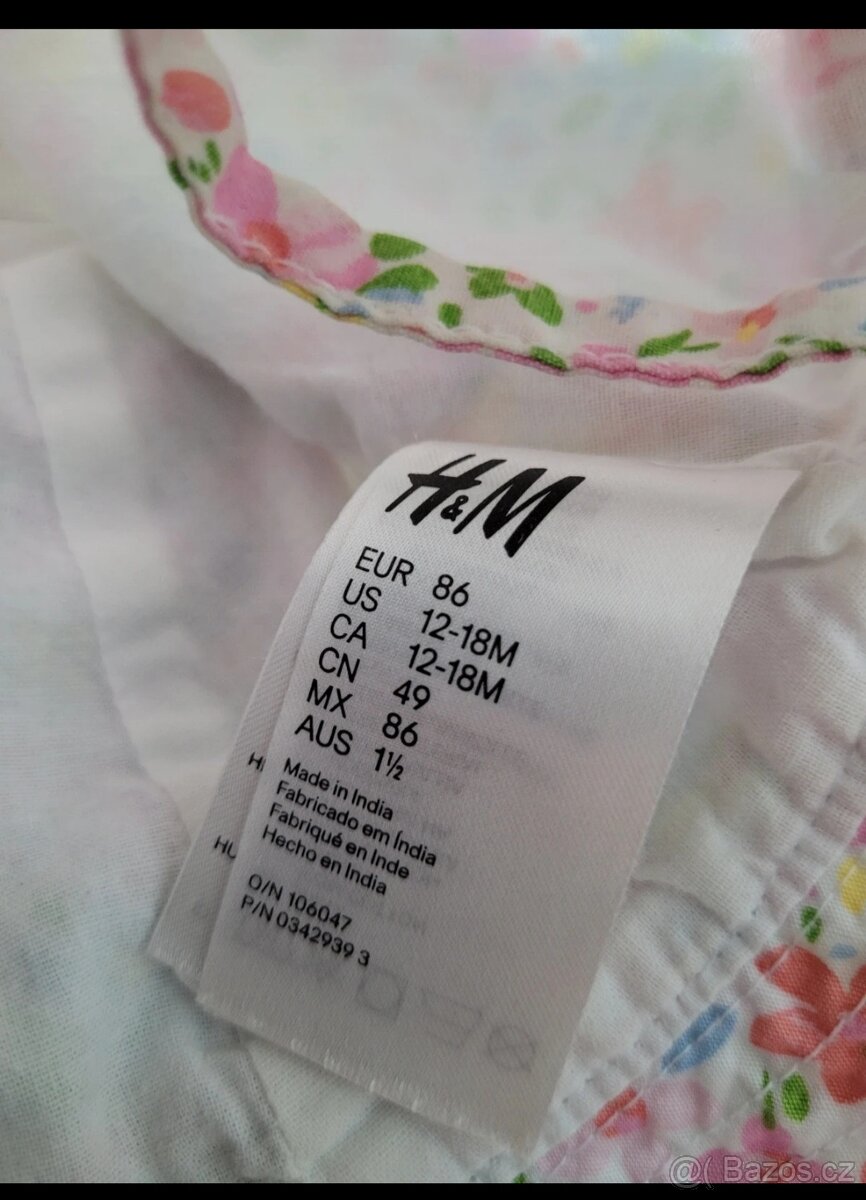 H&M
EUR 86
US 12-18M
CA 12-18M
CN 49
MX 86
AUS 1½
Made in India
Fabricado em Índia
Fabriqué en Inde
Hecho en India
O/N 106047
P/N 0342939 3
HU
@( Bazos.cz